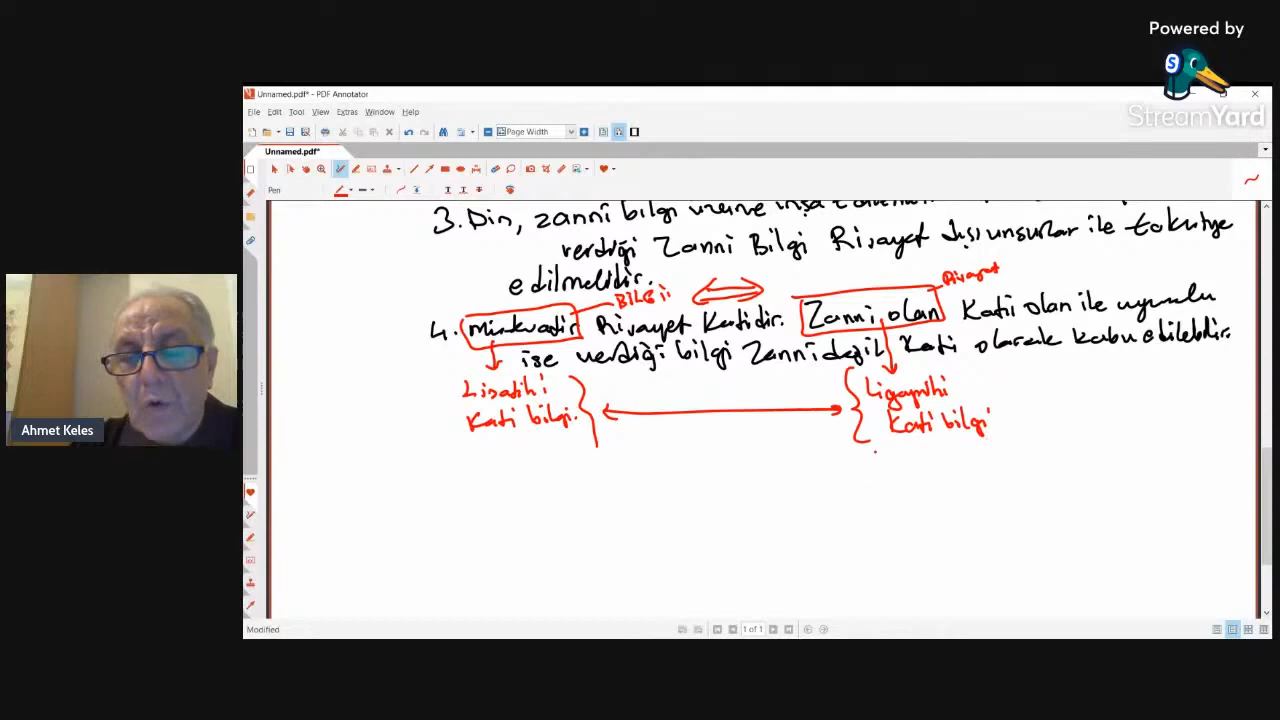 Powered by
StreamYard
Unnamed.pdf* - PDF Annotator
File Edit Tool View Extras Window Help
Page Width
Unnamed.pdf*
Pen
3. Din, zanni bilgi üzerine inşa
verdiği Zanni Bilgi Rivayet dışı unsurlar ile takviye
edilmelidir.
BİLGİ
Rivayet
4. Rivayet Katidir. Zanni olan Kati olan ile uyumlu
ise verdiği bilgi Zanni değil Kati olarak kabul edilebilir.
Lizatihi
Kati bilgi.
Ligayrihi
Kati bilgi
Ahmet Keles
Modified
1 of 1